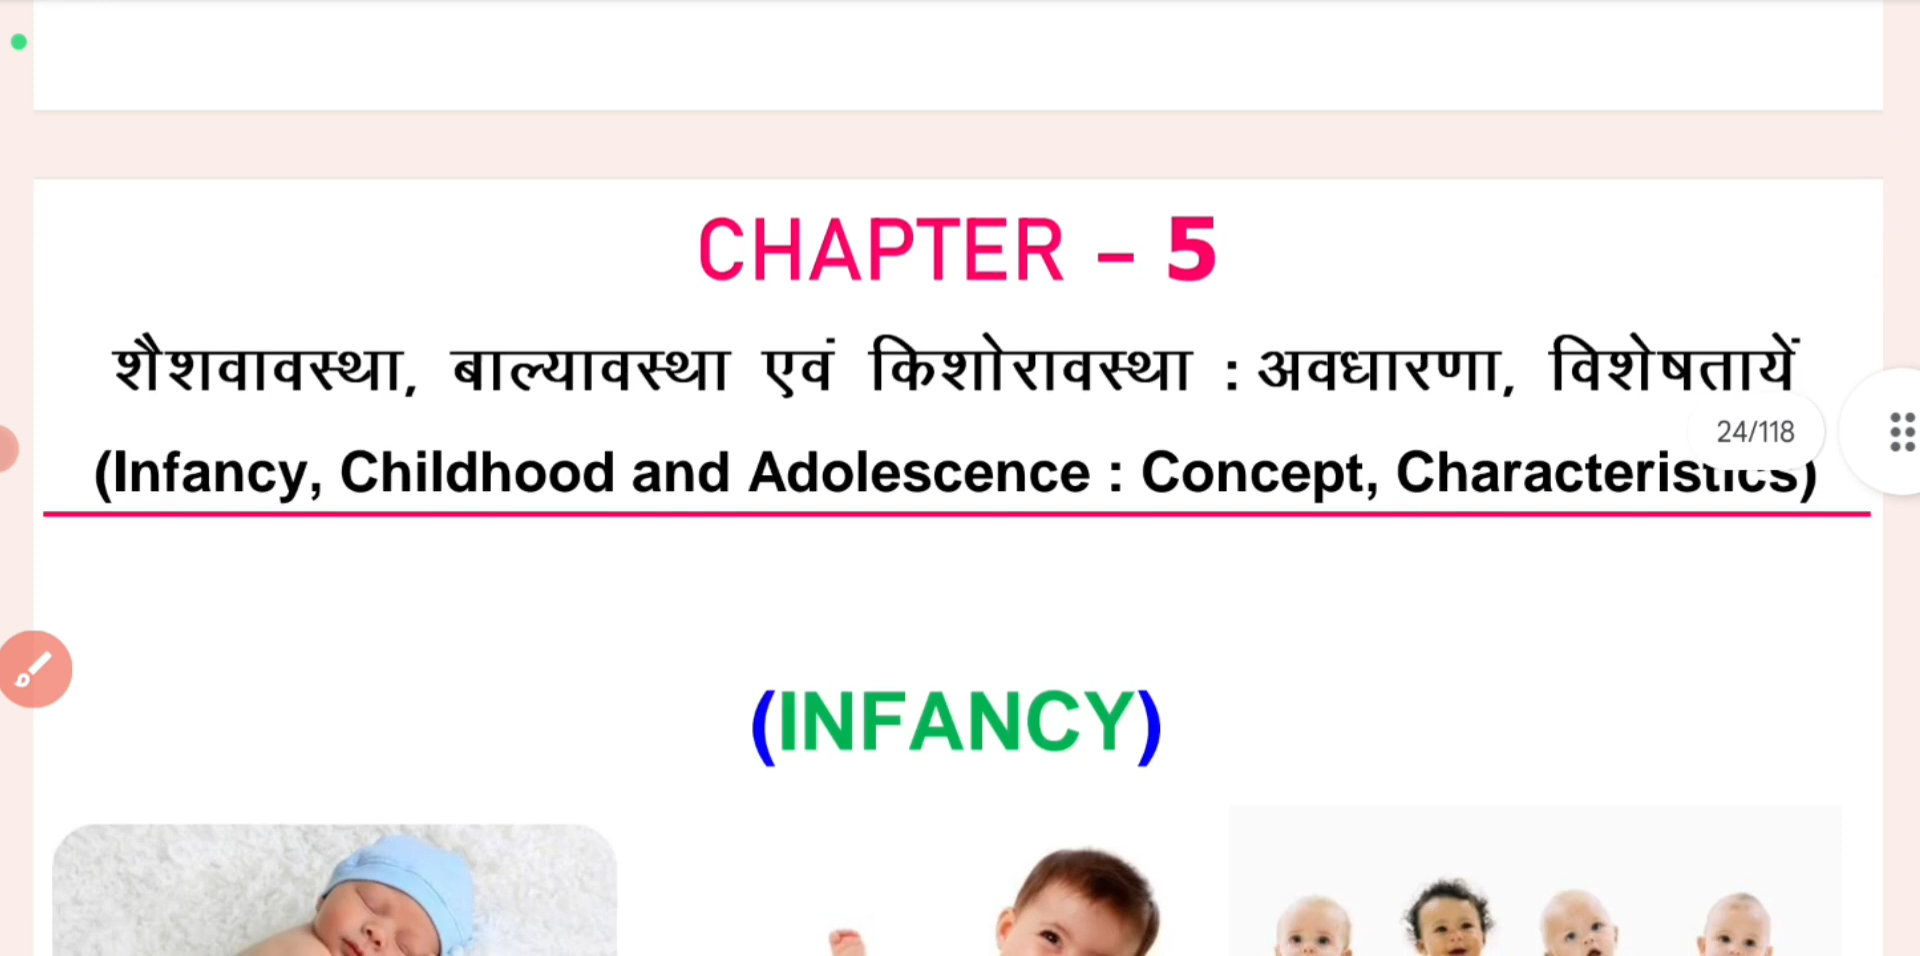 CHAPTER – 5
शैशवावस्था, बाल्यावस्था एवं किशोरावस्था : अवधारणा, विशेषतायें
24/118
(Infancy, Childhood and Adolescence : Concept, Characteristics)
(INFANCY)